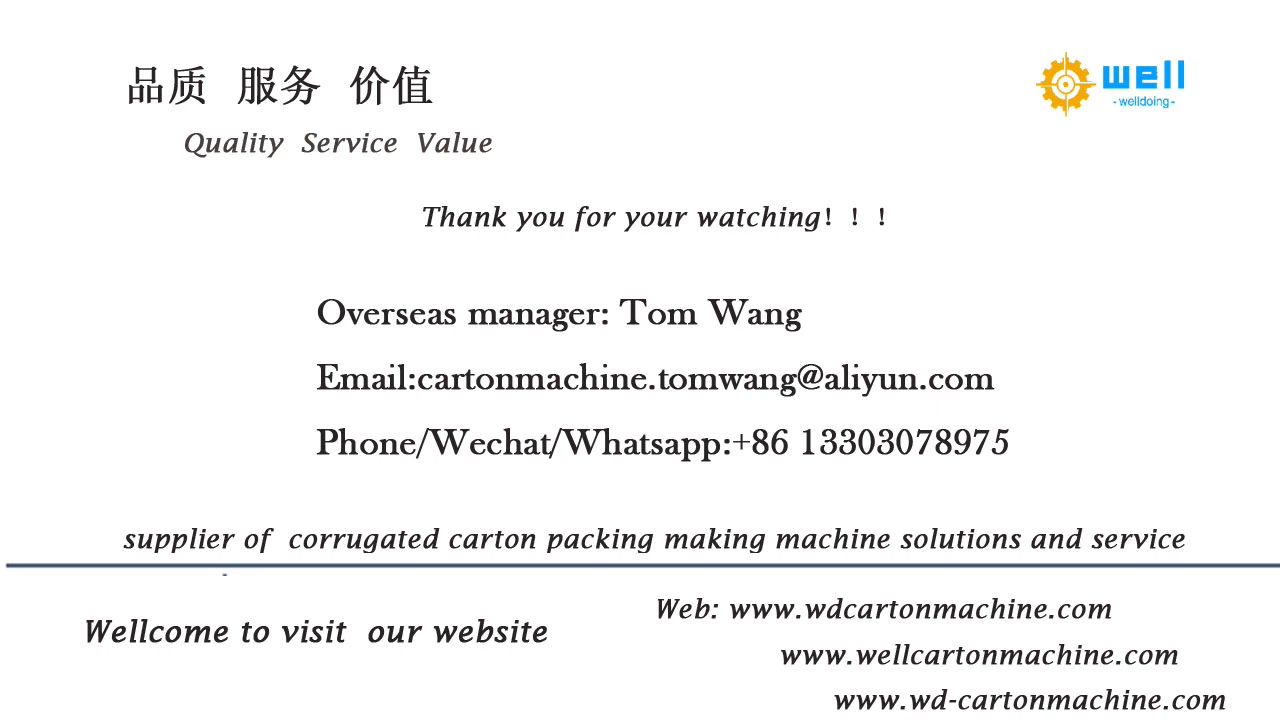 品质 服务 价值
well
-welldoing-
Quality Service Value
Thank you for your watching！！！
Overseas manager: Tom Wang
Email:cartonmachine.tomwang@aliyun.com
Phone/Wechat/Whatsapp:+86 13303078975
supplier of corrugated carton packing making machine solutions and service
Wellcome to visit our website
Web: www.wdcartonmachine.com
www.wellcartonmachine.com
www.wd-cartonmachine.com